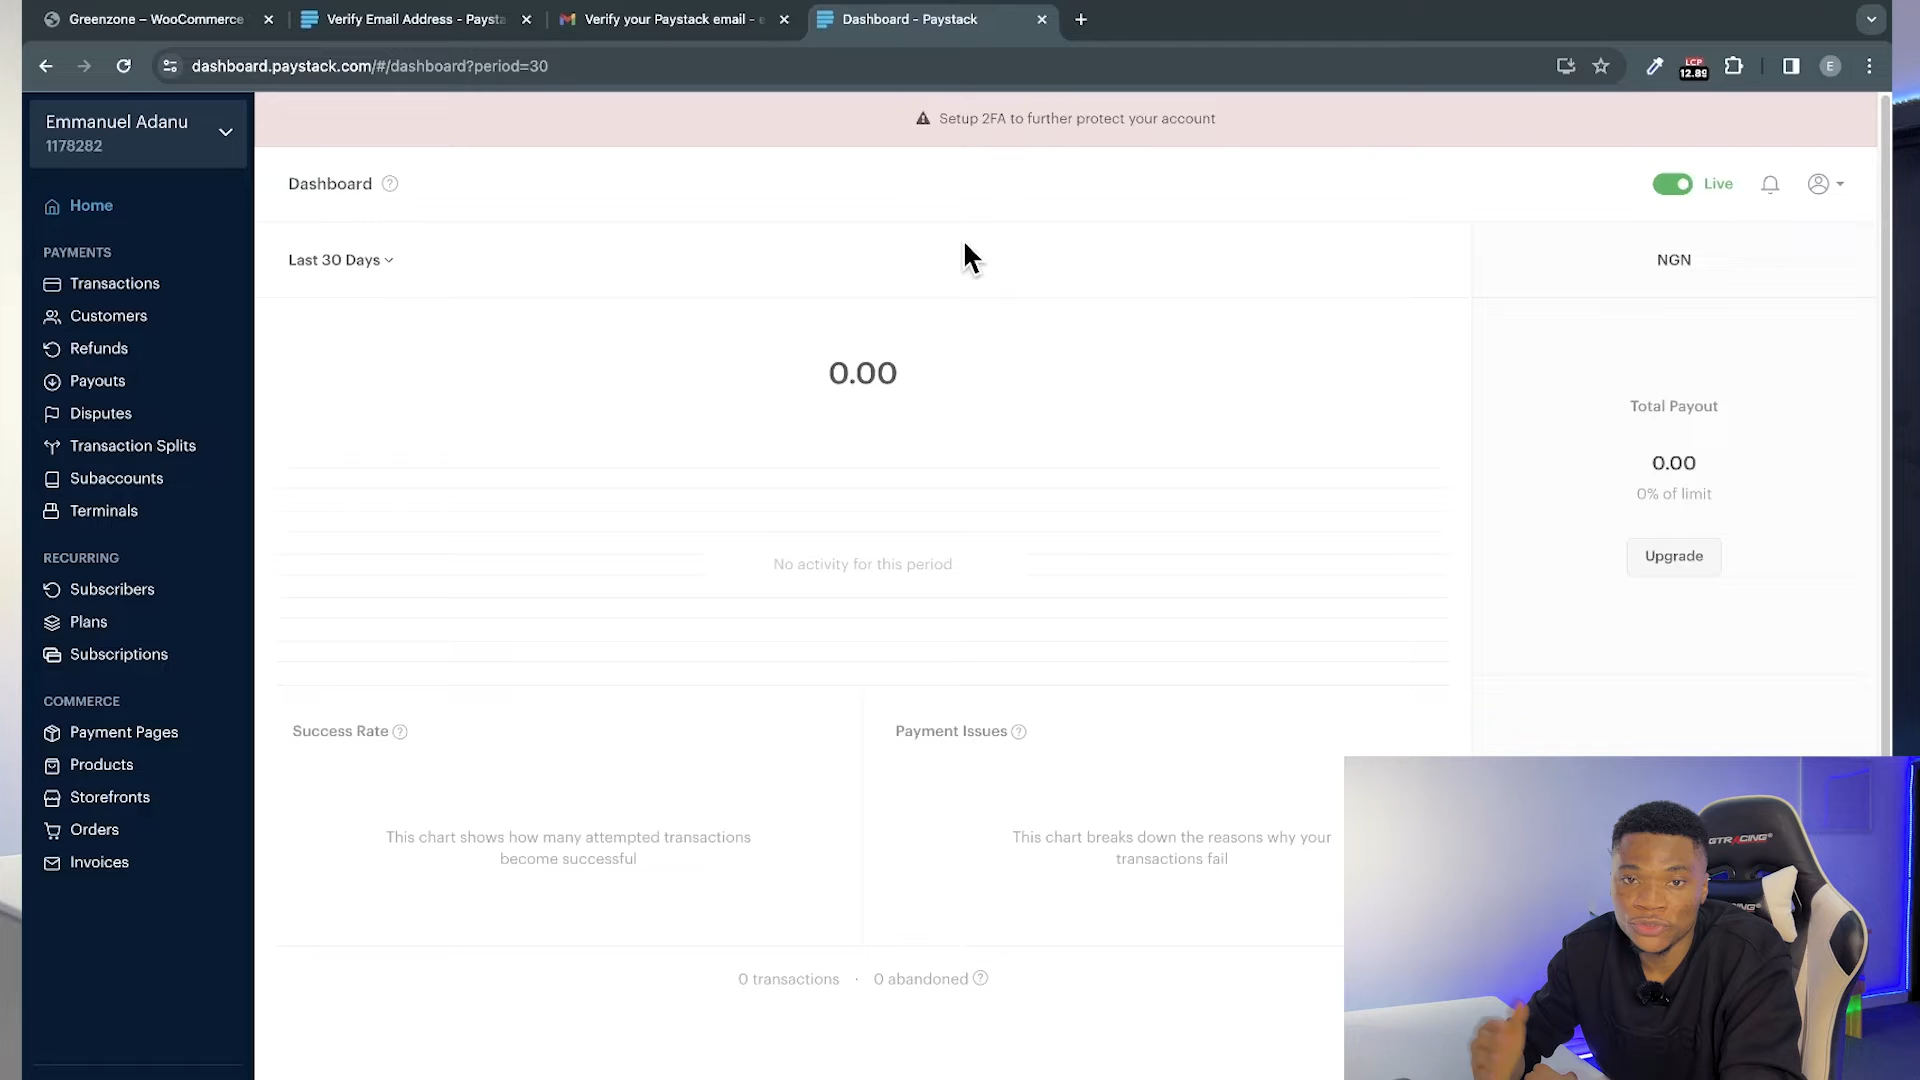 Greenzone – WooCommerce
Verify Email Address - Paysta
Verify your Paystack email - e
Dashboard - Paystack
dashboard.paystack.com/#/dashboard?period=30
LCP
12.89
E
Emmanuel Adanu
1178282
Setup 2FA to further protect your account
Dashboard
Live
Home
Last 30 Days
NGN
PAYMENTS
Transactions
Customers
Refunds
Payouts
Disputes
Transaction Splits
Subaccounts
Terminals
0.00
Total Payout
0.00
0% of limit
Upgrade
No activity for this period
RECURRING
Subscribers
Plans
Subscriptions
COMMERCE
Payment Pages
Products
Storefronts
Orders
Invoices
Success Rate
Payment Issues
This chart shows how many attempted transactions
become successful
This chart breaks down the reasons why your
transactions fail
0 transactions · 0 abandoned
GTRACING